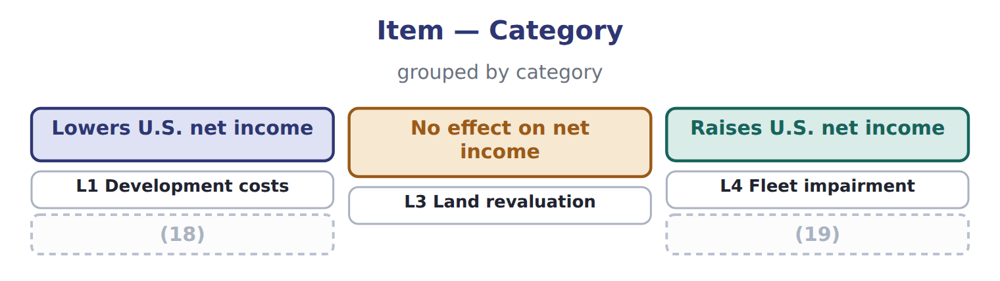 Item — Category
grouped by category
Lowers U.S. net income
L1 Development costs
(18)
No effect on net
income
L3 Land revaluation
Raises U.S. net income
L4 Fleet impairment
(19)